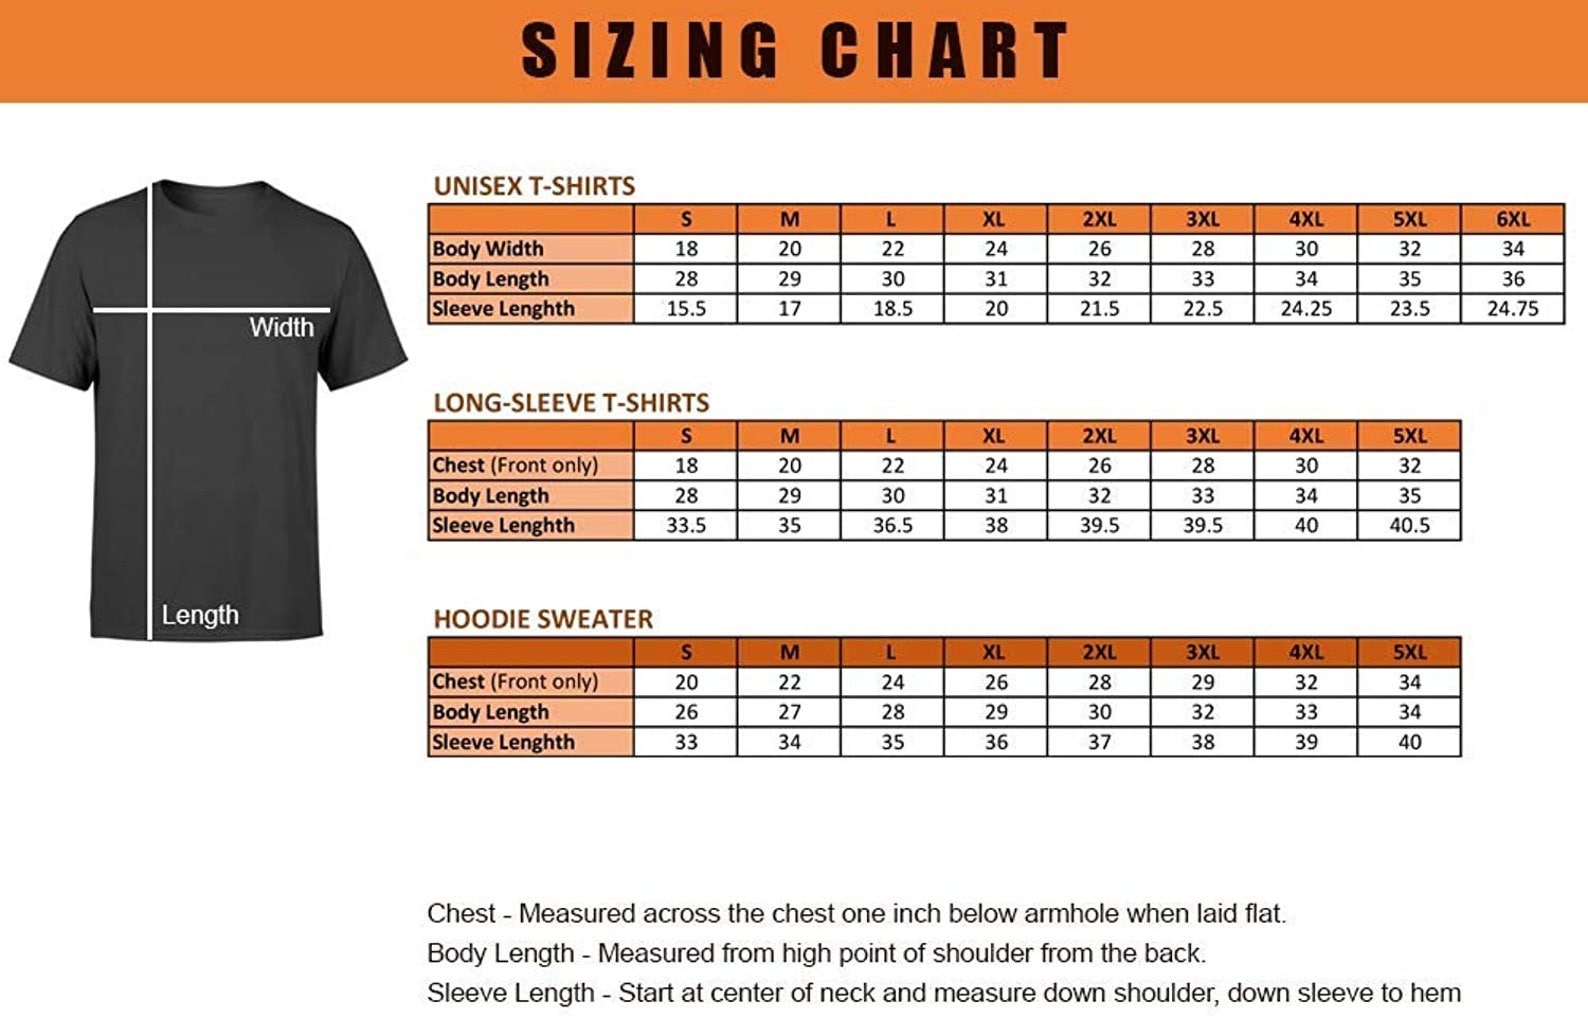 SIZING CHART
Width
Length
UNISEX T-SHIRTS
S M L XL 2XL 3XL 4XL 5XL 6XL
Body Width 18 20 22 24 26 28 30 32 34
Body Length 28 29 30 31 32 33 34 35 36
Sleeve Lenghth 15.5 17 18.5 20 21.5 22.5 24.25 23.5 24.75
LONG-SLEEVE T-SHIRTS
S M L XL 2XL 3XL 4XL 5XL
Chest (Front only) 18 20 22 24 26 28 30 32
Body Length 28 29 30 31 32 33 34 35
Sleeve Lenghth 33.5 35 36.5 38 39.5 39.5 40 40.5
HOODIE SWEATER
S M L XL 2XL 3XL 4XL 5XL
Chest (Front only) 20 22 24 26 28 29 32 34
Body Length 26 27 28 29 30 32 33 34
Sleeve Lenghth 33 34 35 36 37 38 39 40
Chest - Measured across the chest one inch below armhole when laid flat.
Body Length - Measured from high point of shoulder from the back.
Sleeve Length - Start at center of neck and measure down shoulder, down sleeve to hem